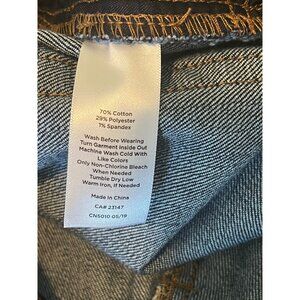 70% Cotton
29% Polyester
1% Spandex
Wash Before Wearing
Turn Garment Inside Out
Machine Wash Cold With
Like Colors
Only Non-Chlorine Bleach
When Needed
Tumble Dry Low
Warm Iron, If Needed
Made In China
CA# 23147
CN5010 05/19